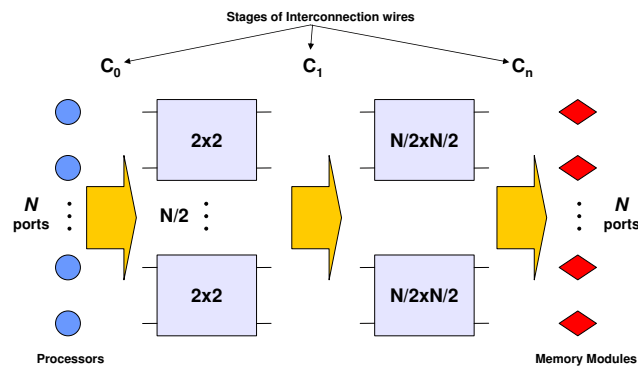 Stages of Interconnection wires
C0 C1 Cn
2x2 N/2xN/2
N
ports
N/2
N
ports
2x2 N/2xN/2
Processors Memory Modules